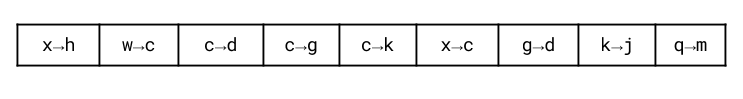 x→h w→c c→d c→g c→k x→c g→d k→j q→m